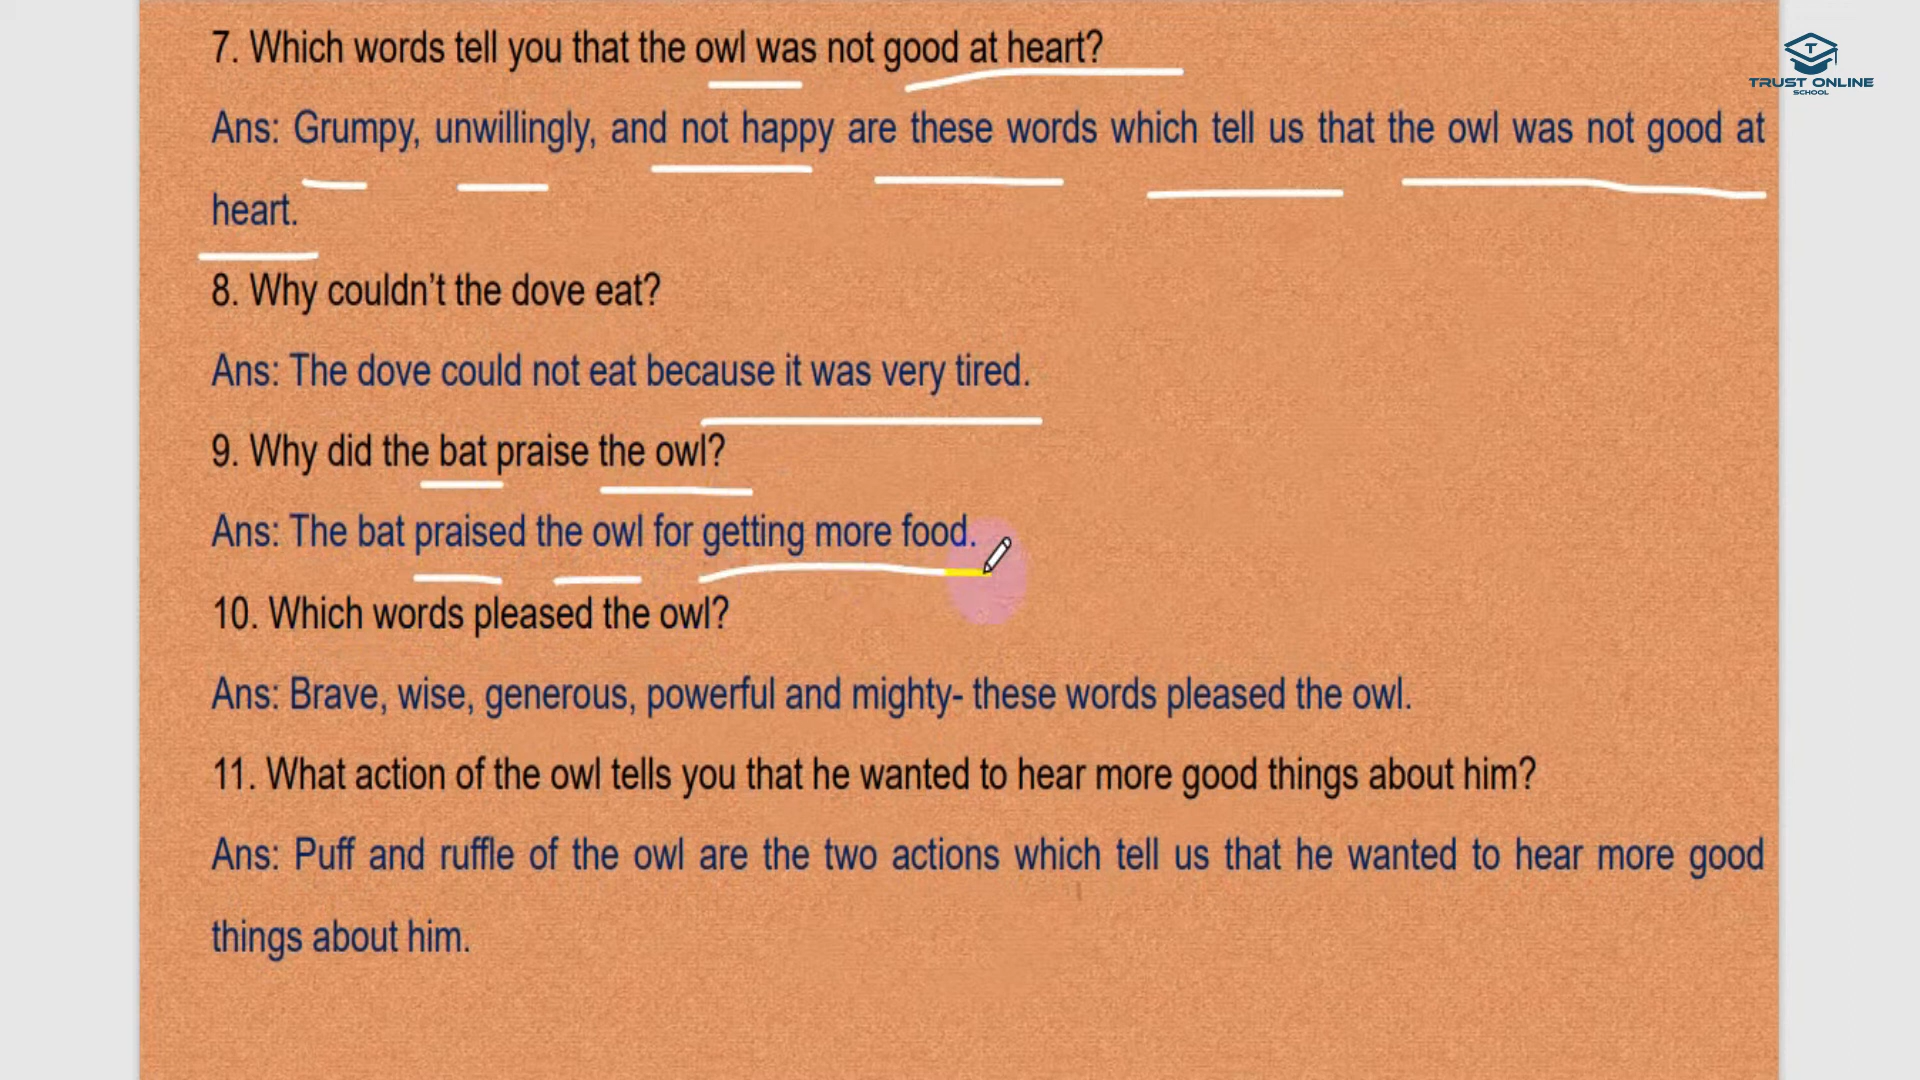 7. Which words tell you that the owl was not good at heart?
T
TRUST ONLINE
SCHOOL
Ans: Grumpy, unwillingly, and not happy are these words which tell us that the owl was not good at
heart.
8. Why couldn’t the dove eat?
Ans: The dove could not eat because it was very tired.
9. Why did the bat praise the owl?
Ans: The bat praised the owl for getting more food.
10. Which words pleased the owl?
Ans: Brave, wise, generous, powerful and mighty- these words pleased the owl.
11. What action of the owl tells you that he wanted to hear more good things about him?
Ans: Puff and ruffle of the owl are the two actions which tell us that he wanted to hear more good
things about him.